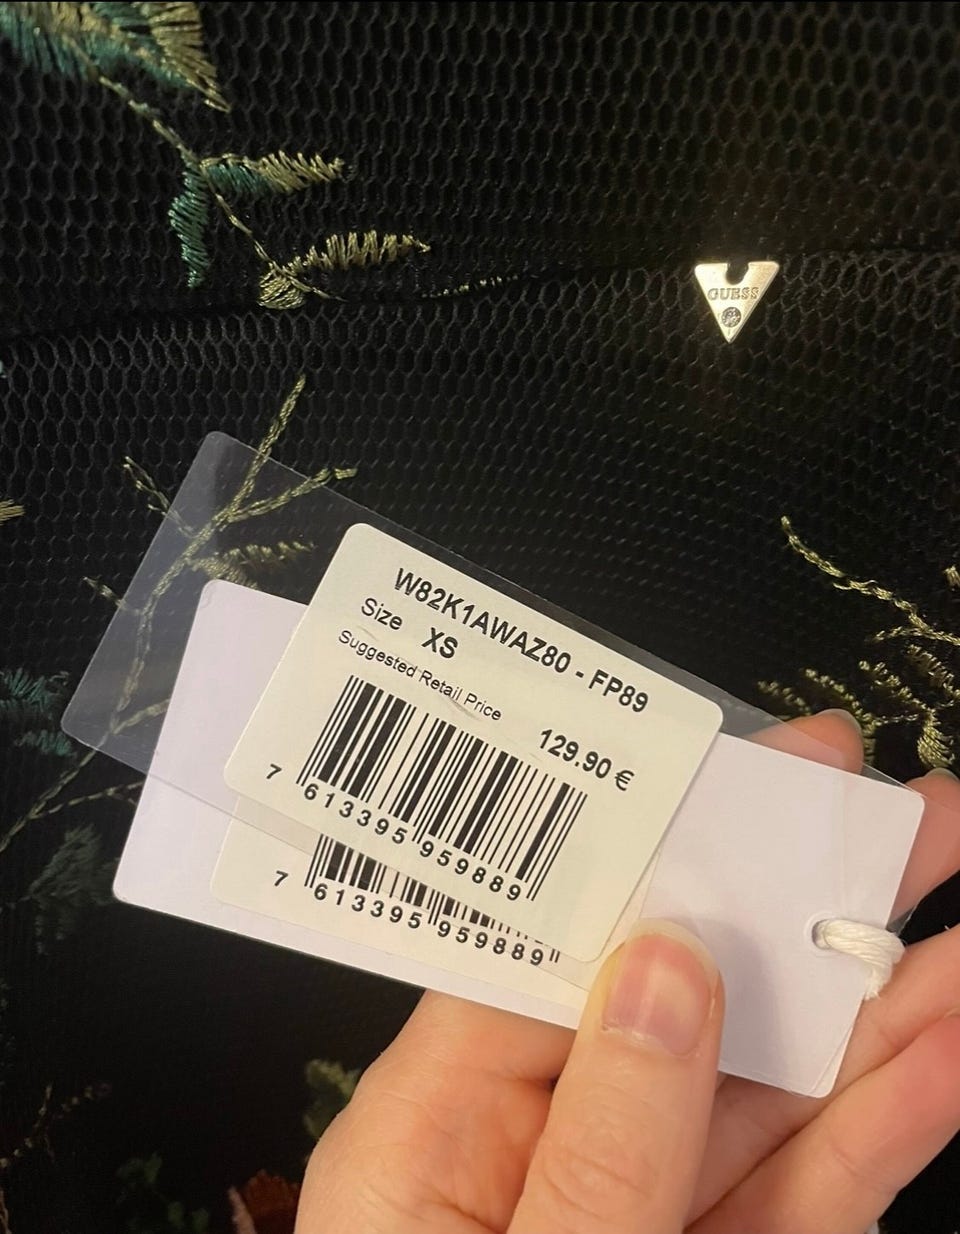 GUESS
W82K1AWAZ80 - FP89
Size XS
Suggested Retail Price
129.90 €
7 613395 959889
7 613395 959889